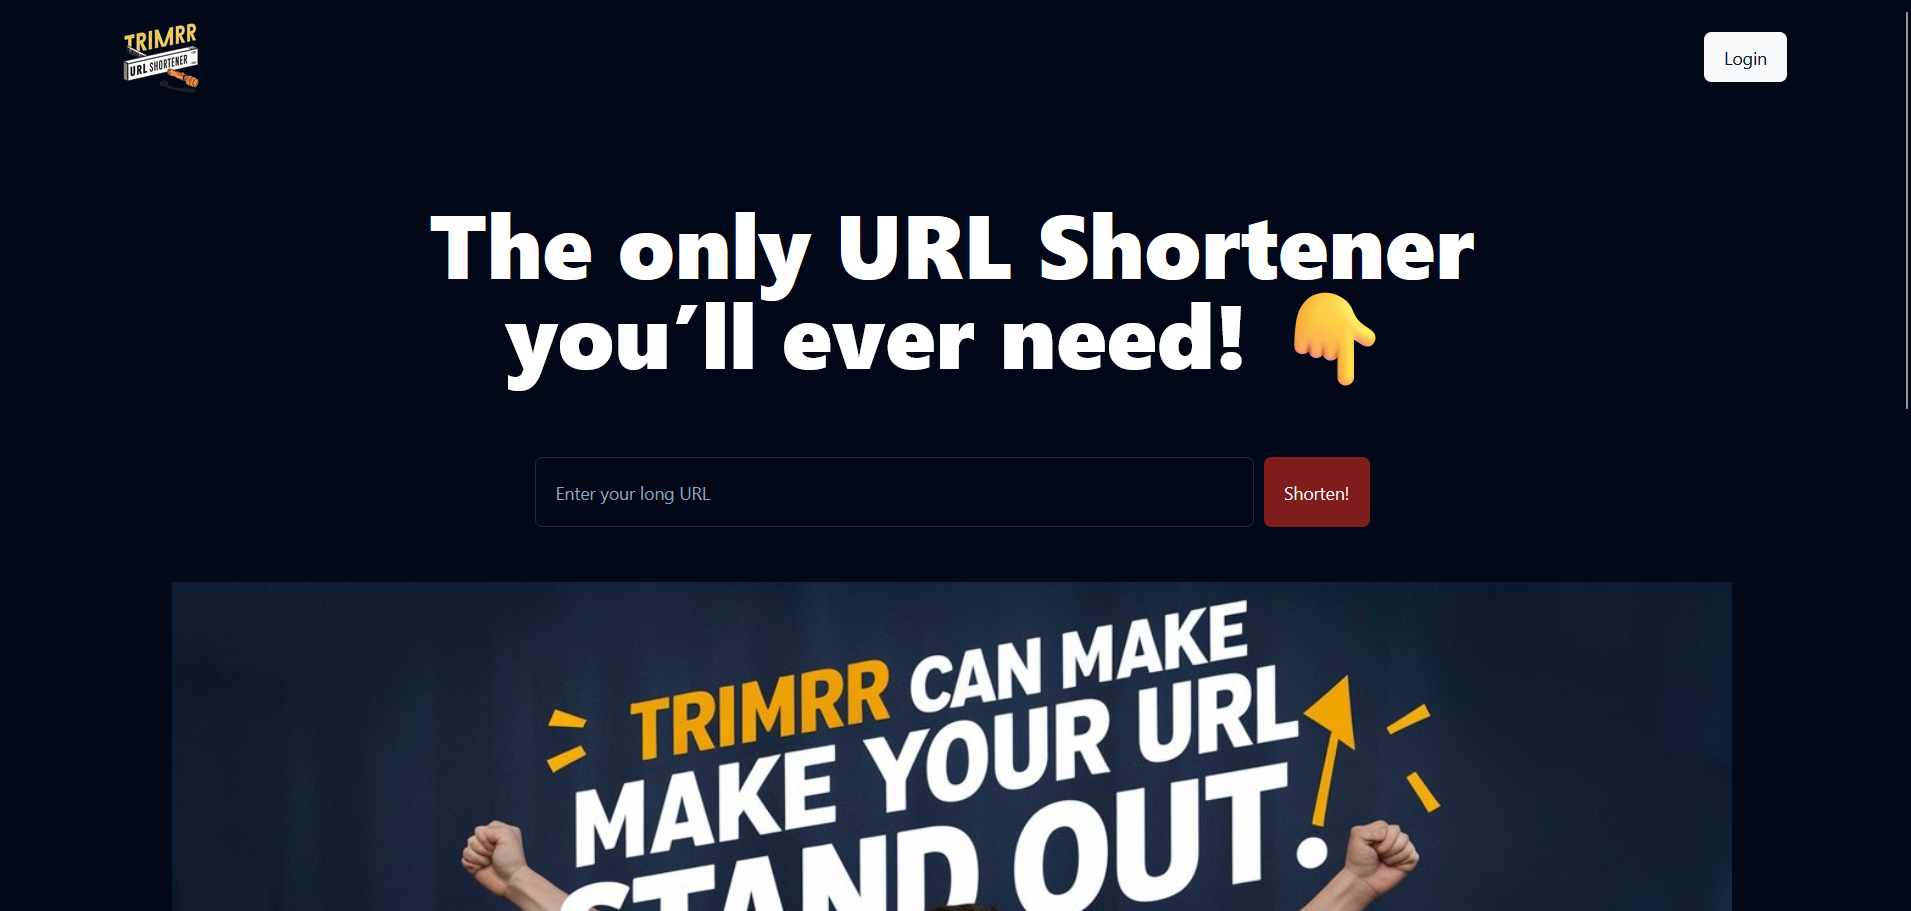 TRIMRR
URL SHORTENER
Login
The only URL Shortener
you’ll ever need! 👇
Enter your long URL
Shorten!
TRIMRR CAN MAKE
MAKE YOUR URL
STAND OUT.